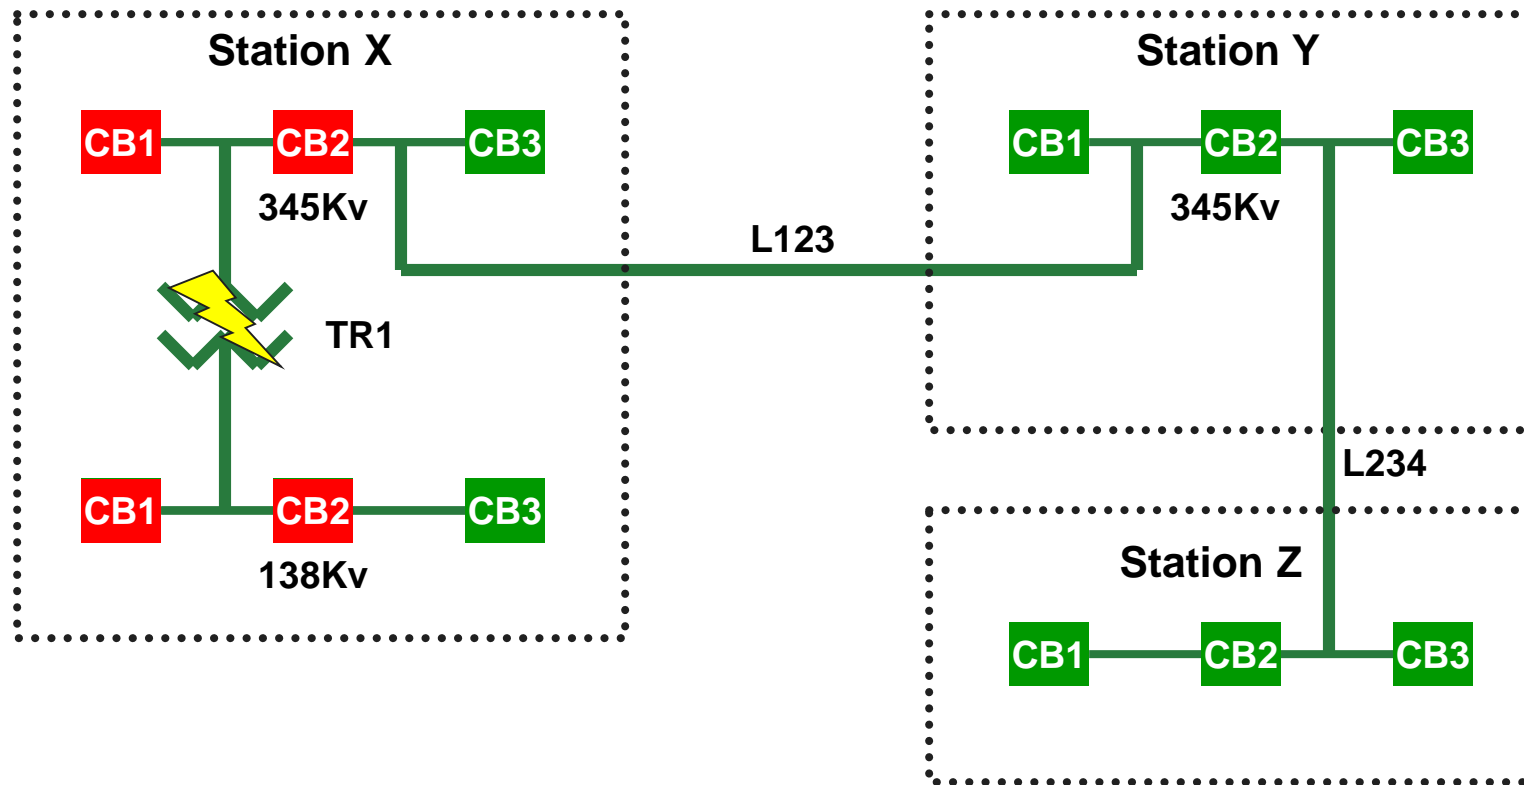 Station X
Station Y
CB1
CB2
CB3
CB1
CB2
CB3
345Kv
345Kv
L123
TR1
L234
CB1
CB2
CB3
138Kv
Station Z
CB1
CB2
CB3